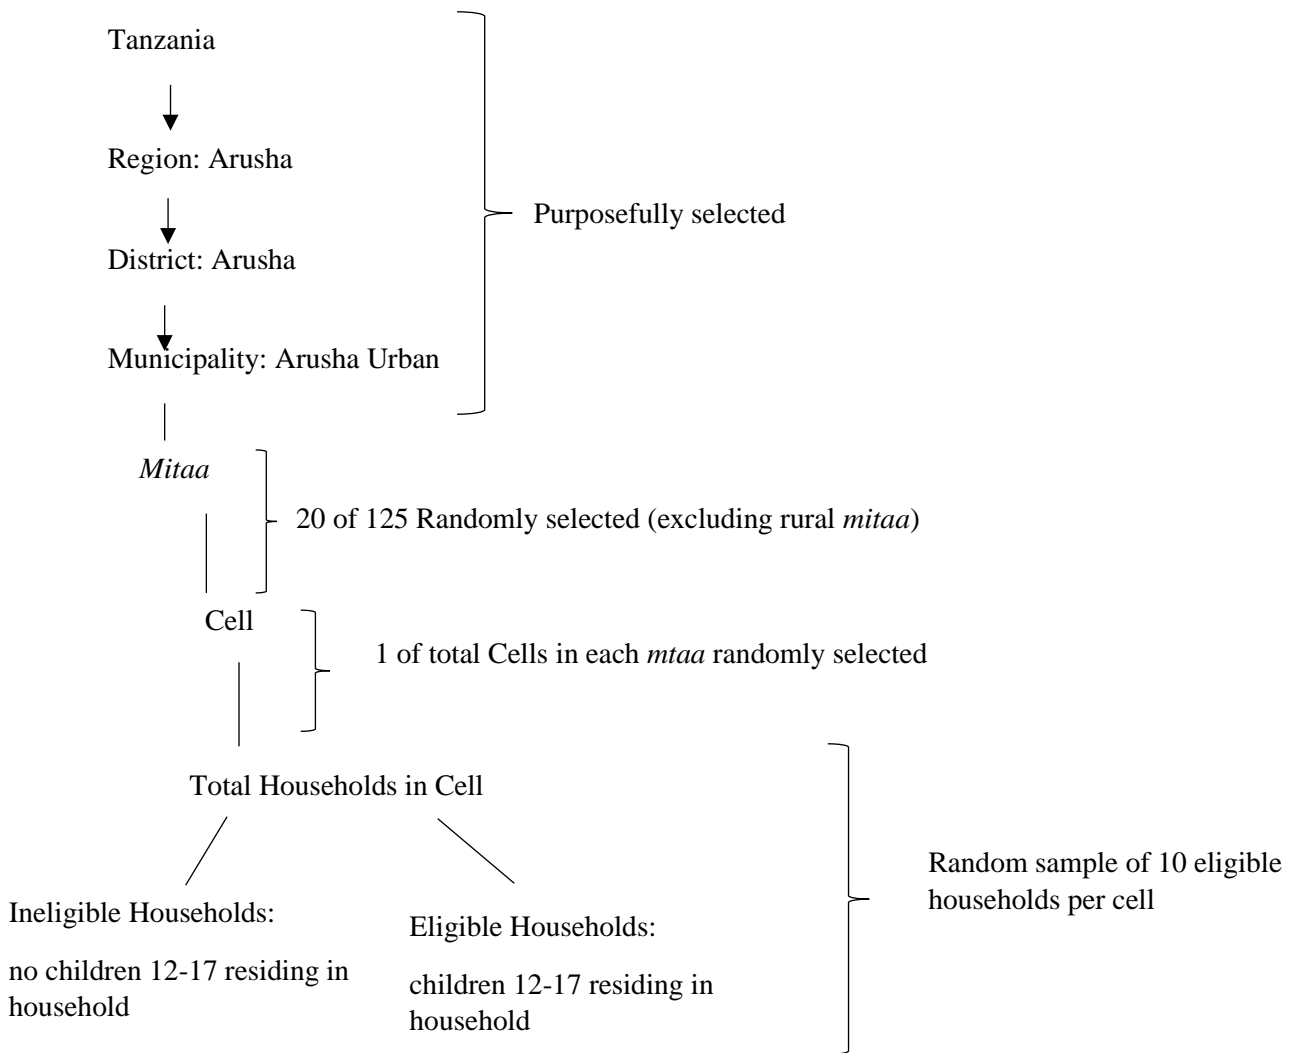 Tanzania
Region: Arusha
Purposefully selected
District: Arusha
Municipality: Arusha Urban
Mitaa
20 of 125 Randomly selected (excluding rural mitaa)
Cell
1 of total Cells in each mtaa randomly selected
Total Households in Cell
Random sample of 10 eligible
households per cell
Ineligible Households:
no children 12-17 residing in
household
Eligible Households:
children 12-17 residing in
household